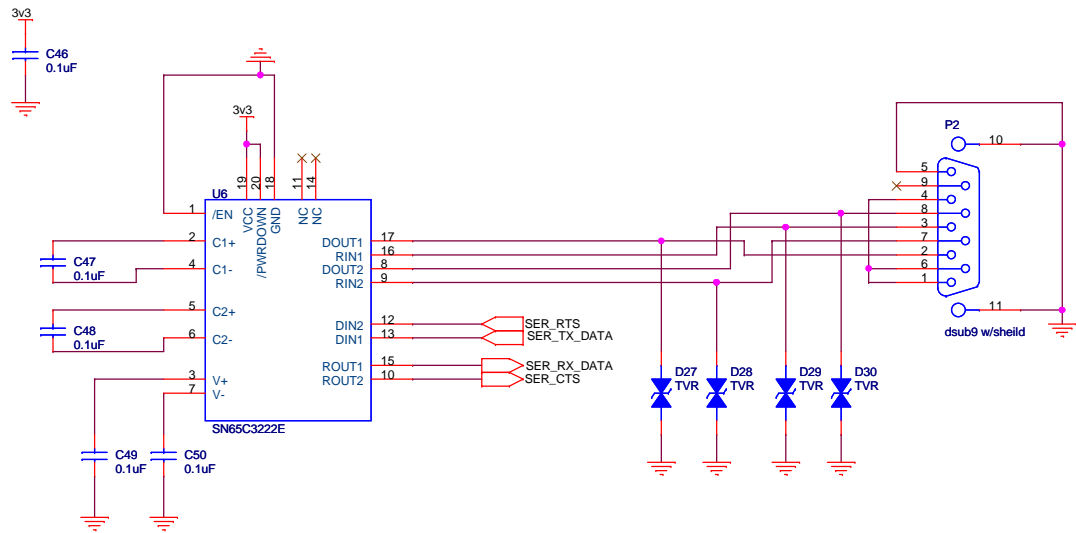 3v3
C46
0.1uF
3v3
P2
10
5
9
4
8
3
7
2
6
1
11
dsub9 w/sheild
U6
19
20
18
11
14
VCC
/PWRDOWN
GND
NC
NC
1
/EN
2
C1+
4
C1-
5
C2+
6
C2-
3
V+
7
V-
DOUT1
17
RIN1
16
DOUT2
8
RIN2
9
DIN2
12
SER_RTS
DIN1
13
SER_TX_DATA
ROUT1
15
SER_RX_DATA
ROUT2
10
SER_CTS
SN65C3222E
C47
0.1uF
C48
0.1uF
C49
0.1uF
C50
0.1uF
D27
TVR
D28
TVR
D29
TVR
D30
TVR